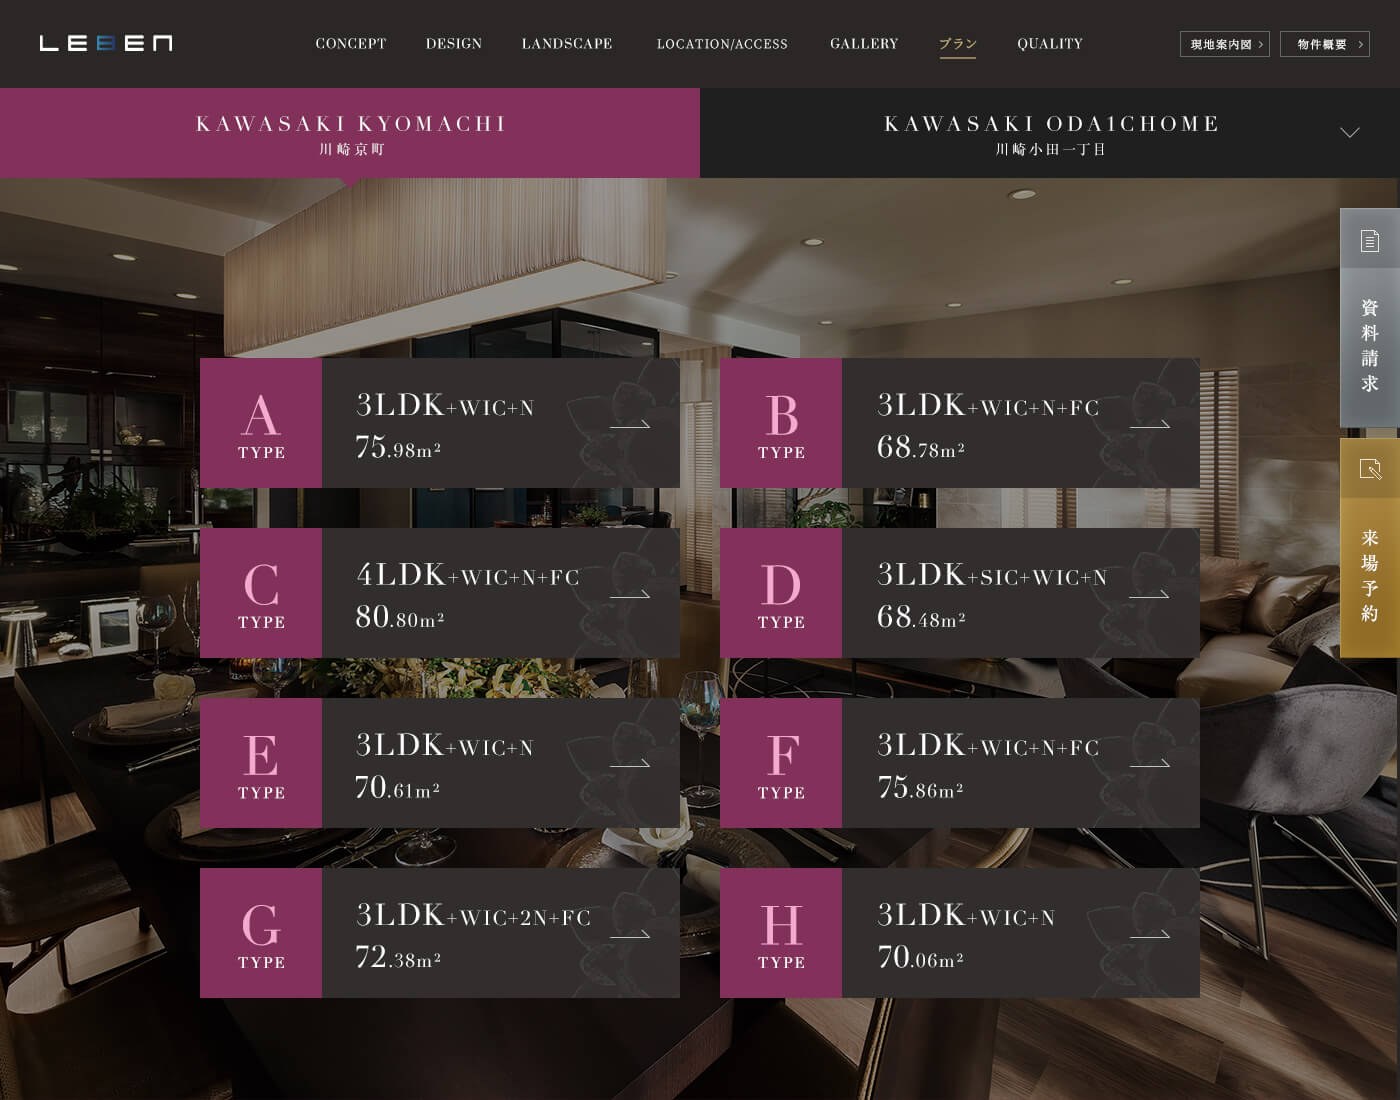 LEBEN
CONCEPT
DESIGN
LANDSCAPE
LOCATION/ACCESS
GALLERY
プラン
QUALITY
現地案内図
物件概要
KAWASAKI KYOMACHI
川崎京町
KAWASAKI ODA1CHOME
川崎小田一丁目
資料請求
来場予約
A
TYPE
3LDK+WIC+N
75.98m²
B
TYPE
3LDK+WIC+N+FC
68.78m²
C
TYPE
4LDK+WIC+N+FC
80.80m²
D
TYPE
3LDK+SIC+WIC+N
68.48m²
E
TYPE
3LDK+WIC+N
70.61m²
F
TYPE
3LDK+WIC+N+FC
75.86m²
G
TYPE
3LDK+WIC+2N+FC
72.38m²
H
TYPE
3LDK+WIC+N
70.06m²